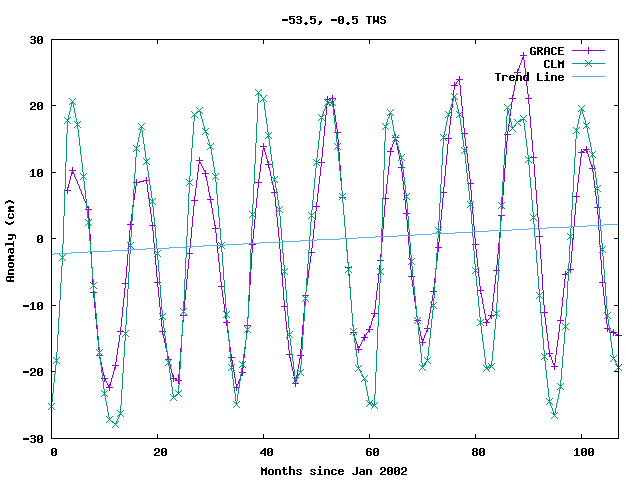 -53.5, -0.5 TWS
GRACE
CLM
Trend Line
30
20
10
0
-10
-20
-30
Anomaly (cm)
0 20 40 60 80 100
Months since Jan 2002